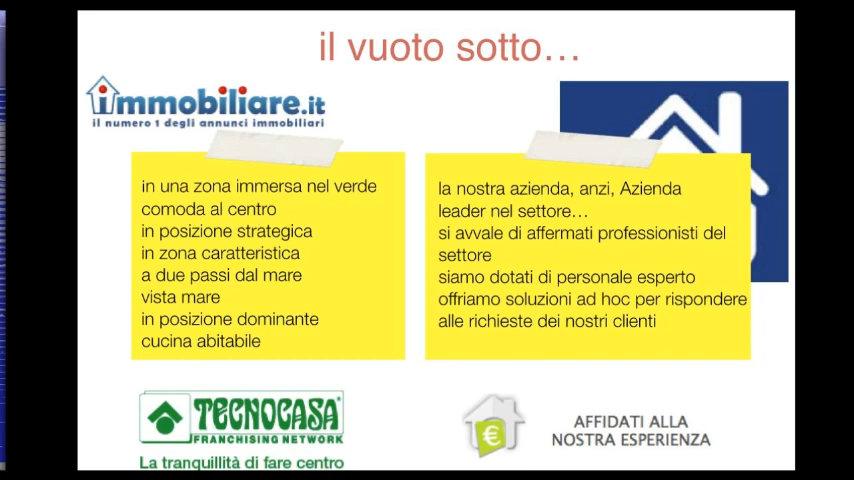 il vuoto sotto…
immobiliare.it
il numero 1 degli annunci immobiliari
in una zona immersa nel verde
comoda al centro
in posizione strategica
in zona caratteristica
a due passi dal mare
vista mare
in posizione dominante
cucina abitabile
la nostra azienda, anzi, Azienda
leader nel settore…
si avvale di affermati professionisti del
settore
siamo dotati di personale esperto
offriamo soluzioni ad hoc per rispondere
alle richieste dei nostri clienti
TECNOCASA
FRANCHISING NETWORK
La tranquillità di fare centro
€
AFFIDATI ALLA
NOSTRA ESPERIENZA